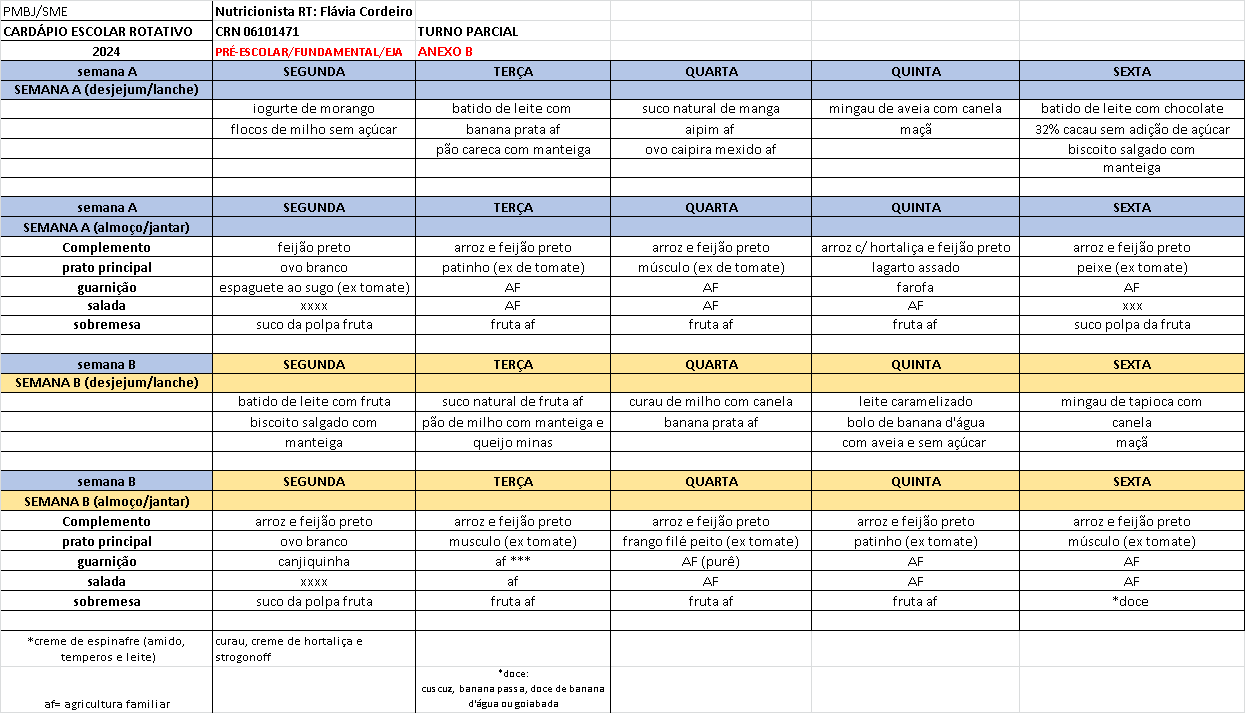 PMBJ/SME Nutricionista RT: Flávia Cordeiro
CARDÁPIO ESCOLAR ROTATIVO CRN 06101471 TURNO PARCIAL
2024 PRÉ-ESCOLAR/FUNDAMENTAL/EJA ANEXO B
semana A SEGUNDA TERÇA QUARTA QUINTA SEXTA
SEMANA A (desjejum/lanche)
iogurte de morango batido de leite com suco natural de manga mingau de aveia com canela batido de leite com chocolate
flocos de milho sem açúcar banana prata af aipim af maçã 32% cacau sem adição de açúcar
pão careca com manteiga ovo caipira mexido af biscoito salgado com
manteiga
semana A SEGUNDA TERÇA QUARTA QUINTA SEXTA
SEMANA A (almoço/jantar)
Complemento feijão preto arroz e feijão preto arroz e feijão preto arroz c/ hortaliça e feijão preto arroz e feijão preto
prato principal ovo branco patinho (ex de tomate) músculo (ex de tomate) lagarto assado peixe (ex tomate)
guarnição espaguete ao sugo (ex tomate) AF AF farofa AF
salada xxxx AF AF AF xxx
sobremesa suco da polpa fruta fruta af fruta af fruta af suco polpa da fruta
semana B SEGUNDA TERÇA QUARTA QUINTA SEXTA
SEMANA B (desjejum/lanche)
batido de leite com fruta suco natural de fruta af curau de milho com canela leite caramelizado mingau de tapioca com
biscoito salgado com pão de milho com manteiga e banana prata af bolo de banana d'água canela
manteiga queijo minas com aveia e sem açúcar maçã
semana B SEGUNDA TERÇA QUARTA QUINTA SEXTA
SEMANA B (almoço/jantar)
Complemento arroz e feijão preto arroz e feijão preto arroz e feijão preto arroz e feijão preto arroz e feijão preto
prato principal ovo branco musculo (ex tomate) frango filé peito (ex tomate) patinho (ex tomate) músculo (ex tomate)
guarnição canjiquinha af *** AF (purê) AF AF
salada xxxx af AF AF AF
sobremesa suco da polpa fruta fruta af fruta af fruta af *doce
*creme de espinafre (amido, curau, creme de hortaliça e
temperos e leite) strogonoff
*doce:
cuscuz, banana passa, doce de banana
af= agricultura familiar d'água ou goiabada